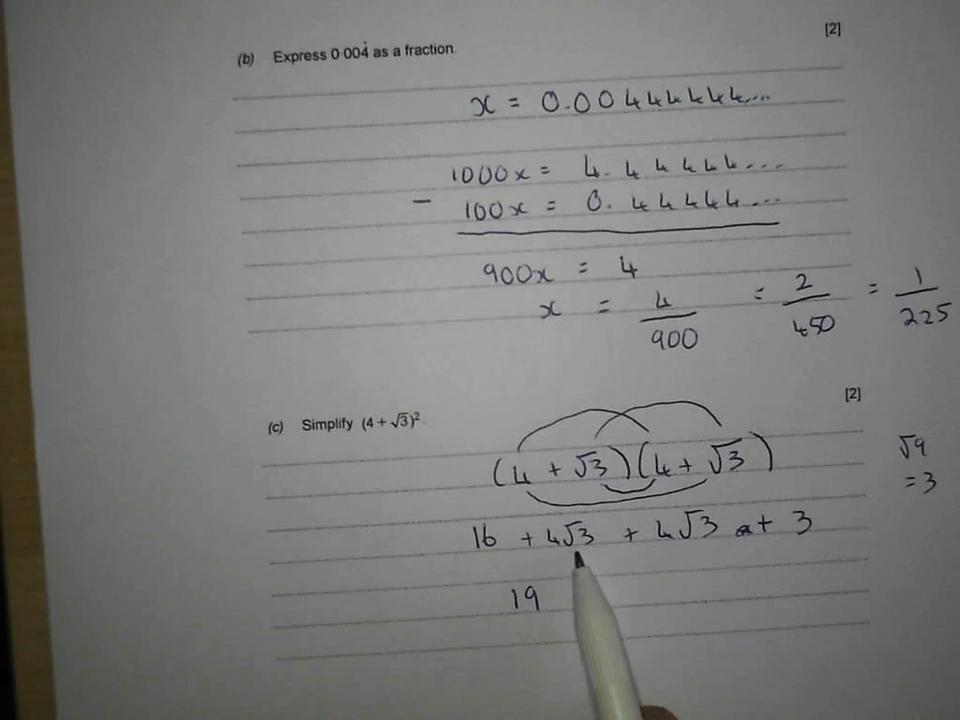 [2]
(b) Express 0.004̇ as a fraction.
x = 0.00444444...
1000x = 4.44444...
− 100x = 0.44444...
900x = 4
x = 4/900 = 2/450 = 1/225
[2]
(c) Simplify (4 + √3)²
(4 + √3)(4 + √3)
√9
= 3
16 + 4√3 + 4√3 + 3
19